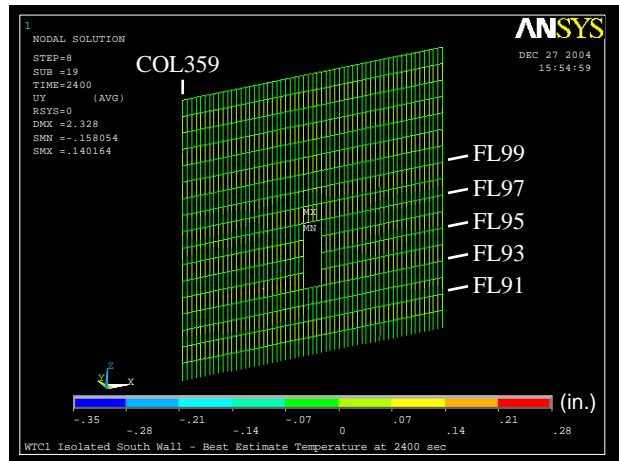 1
NODAL SOLUTION
ANSYS
STEP=8
SUB =19
TIME=2400
UY (AVG)
RSYS=0
DMX =2.328
SMN =-.158054
SMX =.140164
DEC 27 2004
15:54:59
COL359
FL99
FL97
FL95
FL93
FL91
MX
MN
Z
Y
X
(in.)
-.35 -.21 -.07 .07 .21
-.28 -.14 0 .14 .28
WTC1 Isolated South Wall - Best Estimate Temperature at 2400 sec